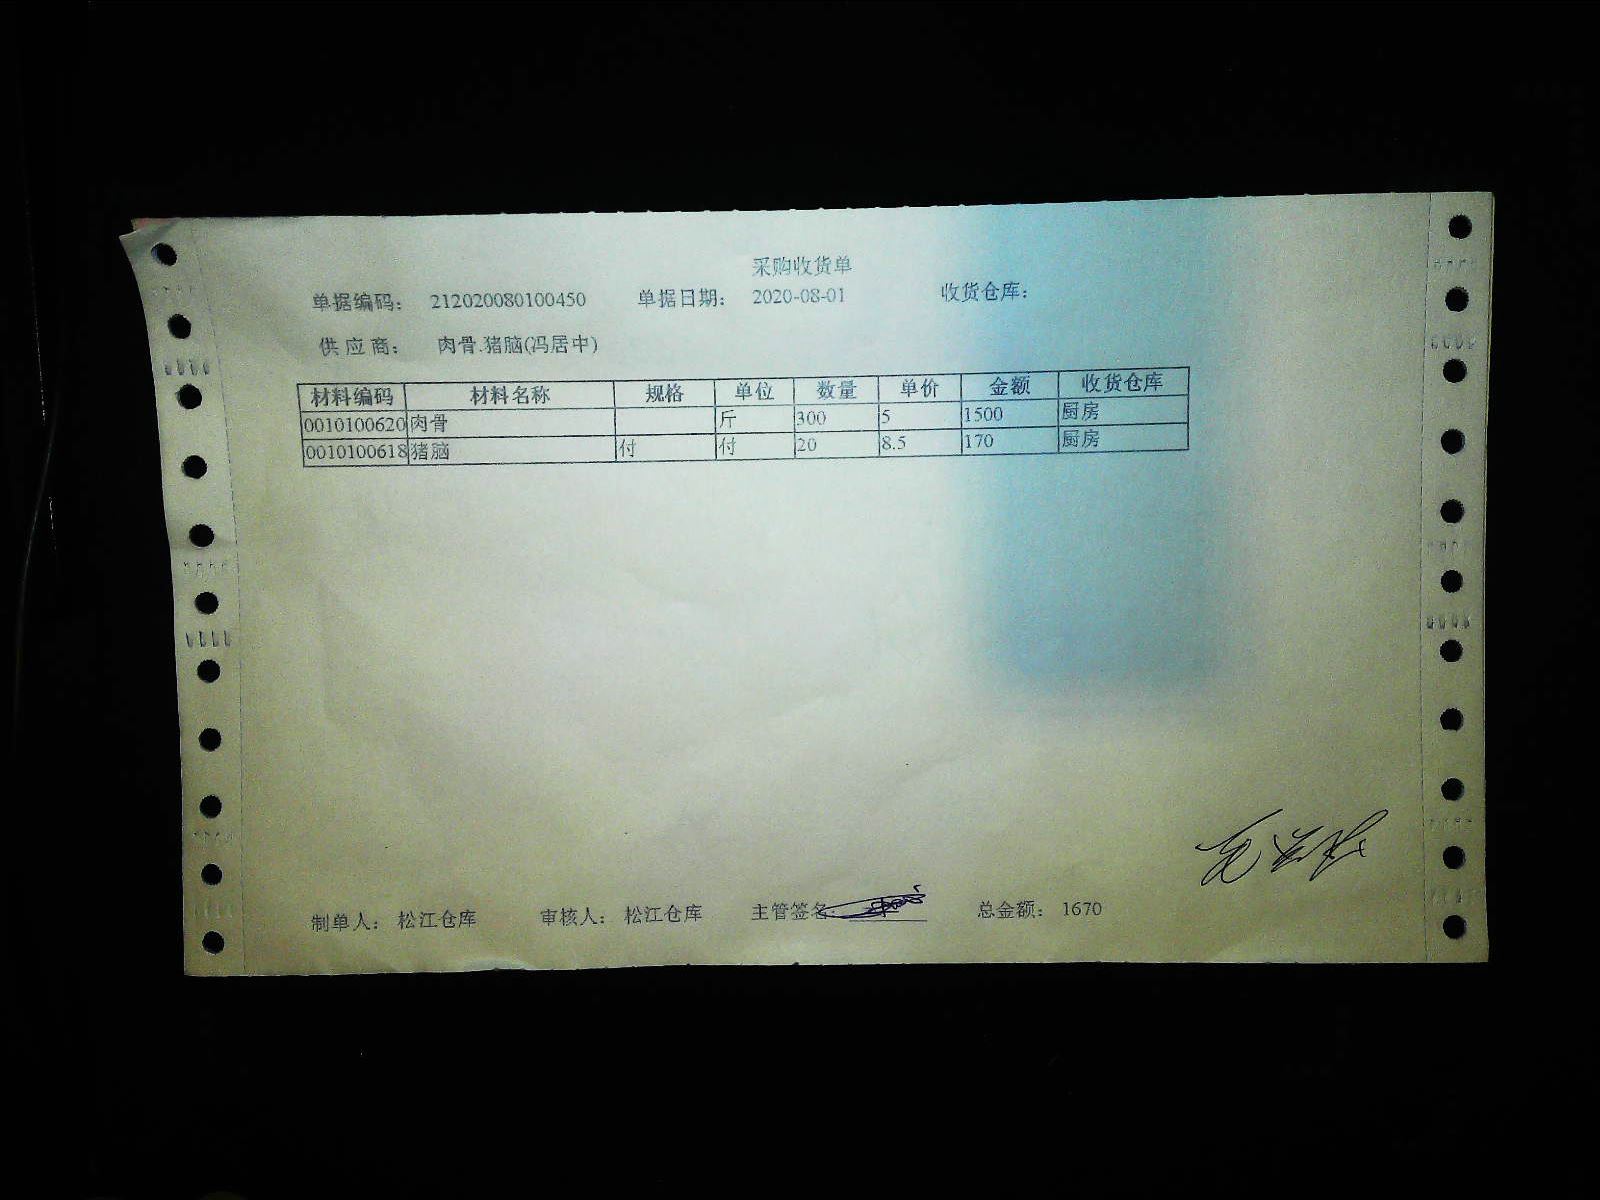 采购收货单
单据编码： 212020080100450 单据日期： 2020-08-01 收货仓库：
供应商： 肉骨.猪脑(冯居中)
材料编码 材料名称 规格 单位 数量 单价 金额 收货仓库
0010100620 肉骨 斤 300 5 1500 厨房
0010100618 猪脑 付 付 20 8.5 170 厨房
制单人： 松江仓库 审核人： 松江仓库 主管签名: 总金额： 1670